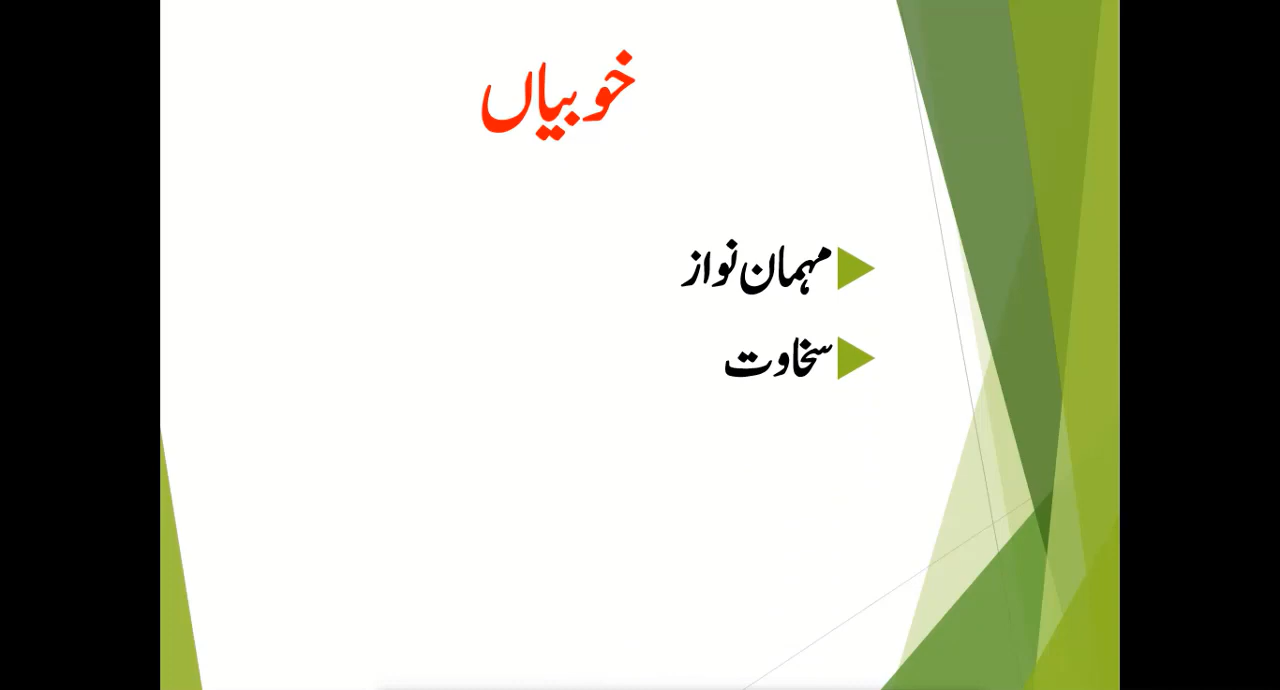 خوبیاں
مہمان نواز
سخاوت